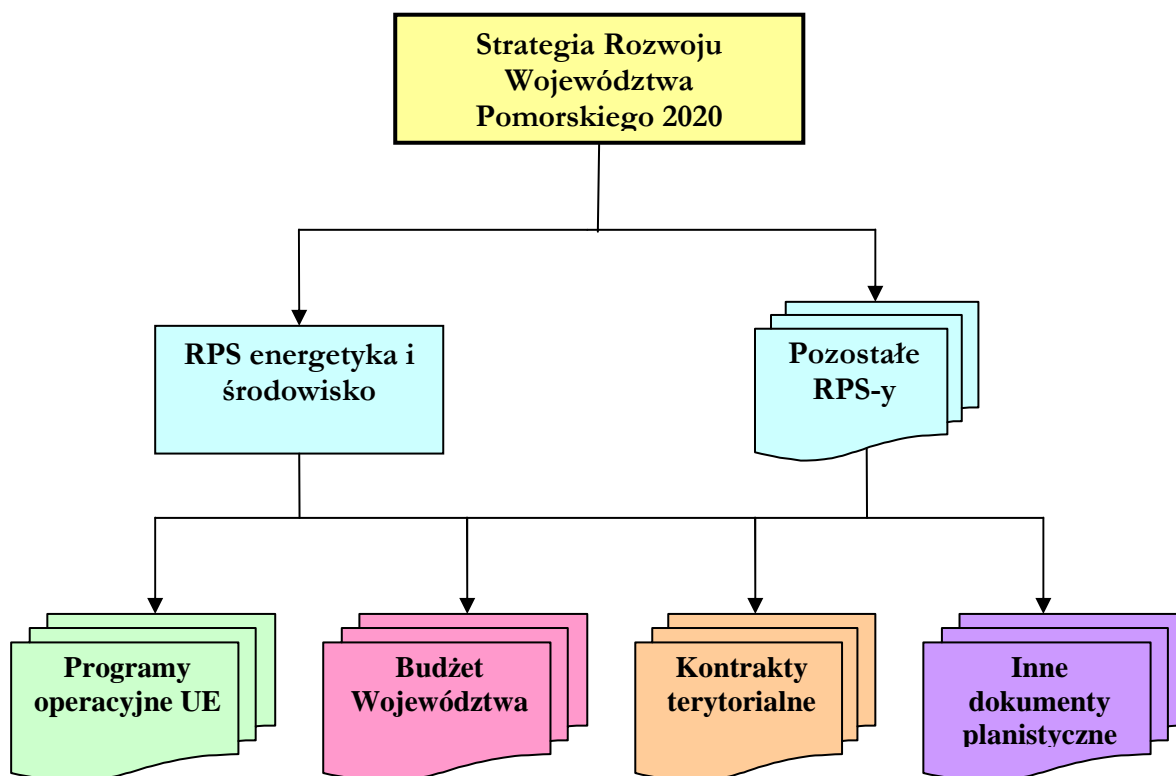 Strategia Rozwoju
Województwa
Pomorskiego 2020
RPS energetyka i
środowisko
Pozostałe
RPS-y
Programy
operacyjne UE
Budżet
Województwa
Kontrakty
terytorialne
Inne
dokumenty
planistyczne